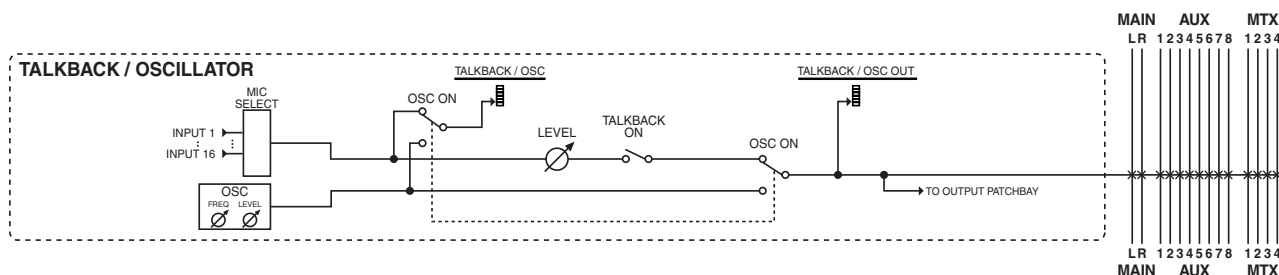 MAIN AUX MTX
LR 12345678 1234
TALKBACK / OSCILLATOR
TALKBACK / OSC
TALKBACK / OSC OUT
MIC
SELECT
OSC ON
INPUT 1
INPUT 16
LEVEL
TALKBACK
ON
OSC ON
OSC
FREQ LEVEL
TO OUTPUT PATCHBAY
LR 12345678 1234
MAIN AUX MTX